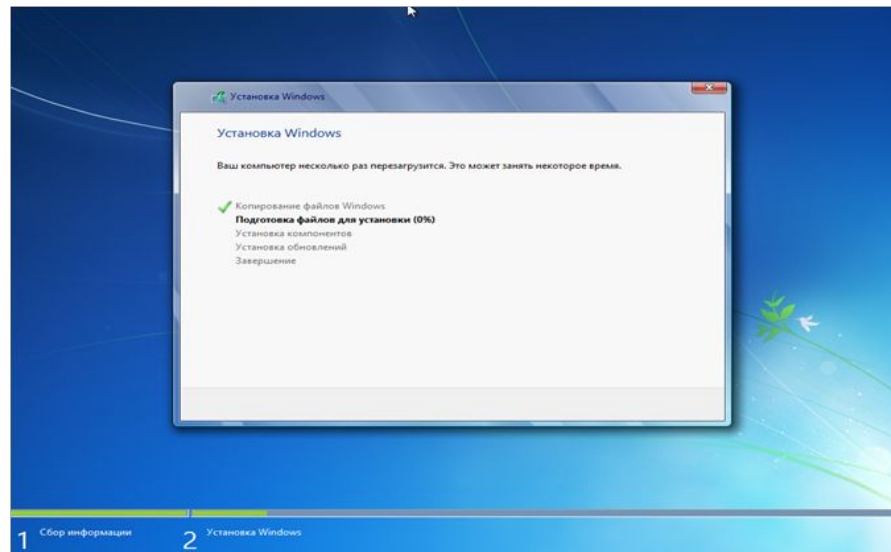 Установка Windows
Установка Windows
Ваш компьютер несколько раз перезагрузится. Это может занять некоторое время.
Копирование файлов Windows
Подготовка файлов для установки (0%)
Установка компонентов
Установка обновлений
Завершение
1 Сбор информации
2 Установка Windows